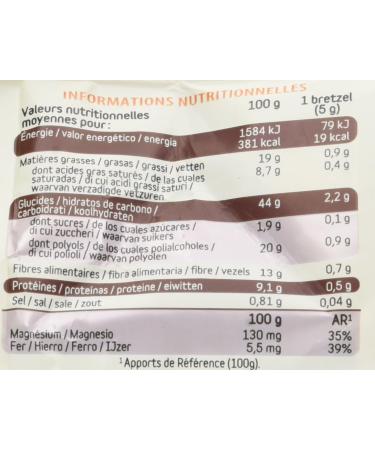 INFORMATIONS NUTRITIONNELLES
Valeurs nutritionnelles moyennes pour : 100 g 1 bretzel (5 g)
Énergie / valor energético / energia 1584 kJ 79 kJ
381 kcal 19 kcal
Matières grasses / grasas / grassi / vetten 19 g 0,9 g
dont acides gras saturés / de las cuales 8,7 g 0,4 g
saturadas / di cui acidi grassi saturi /
waarvan verzadigde vetzuren
Glucides / hidratos de carbono / 44 g 2,2 g
carboidrati / koolhydraten
dont sucres / de los cuales azúcares / 1,9 g 0,1 g
di cui zuccheri / waarvan suikers
dont polyols / de los cuales polialcoholes / 20 g 0,9 g
di cui polioli / waarvan polyolen
Fibres alimentaires / fibra alimentaria / fibre / vezels 13 g 0,7 g
Protéines / proteínas / proteine / eiwitten 9,1 g 0,5 g
Sel / sal / sale / zout 0,81 g 0,04 g
100 g AR¹
Magnésium / Magnesio 130 mg 35%
Fer / Hierro / Ferro / IJzer 5,5 mg 39%
¹ Apports de Référence (100g).